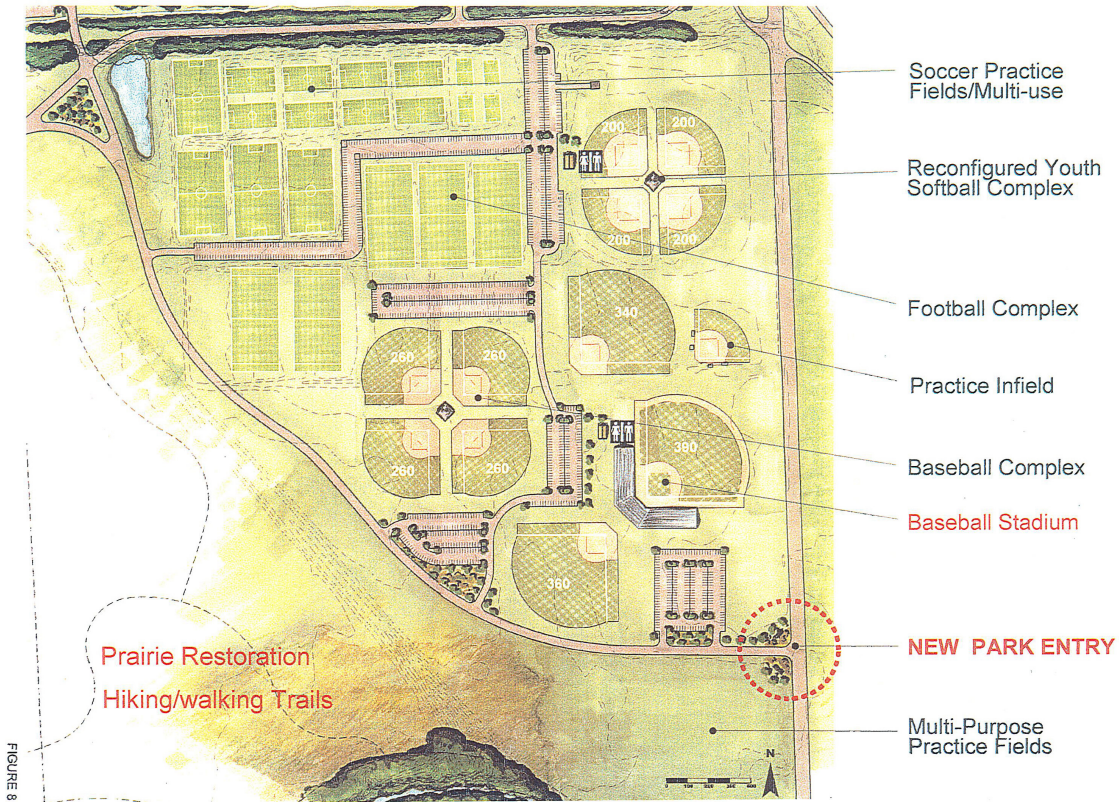 Soccer Practice
Fields/Multi-use
200
200
Reconfigured Youth
Softball Complex
200
200
340
Football Complex
Practice Infield
260
260
260
260
390
Baseball Complex
Baseball Stadium
360
Prairie Restoration
Hiking/walking Trails
NEW PARK ENTRY
Multi-Purpose
Practice Fields
N
0
FIGURE 8